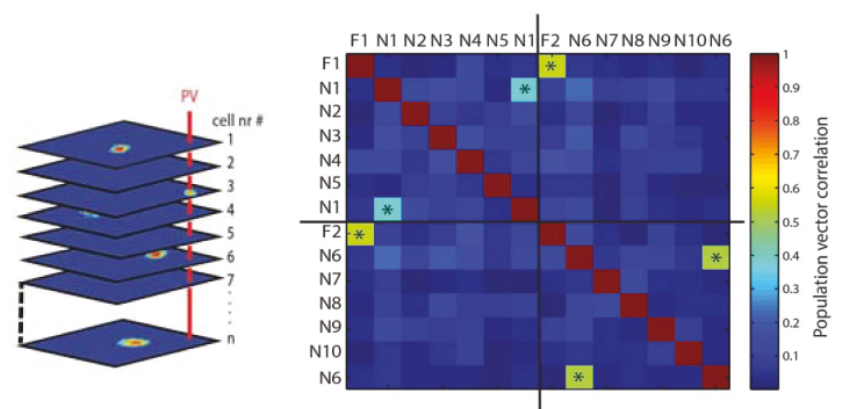 PV
cell nr #
1
2
3
4
5
6
7
n
F1 N1 N2 N3 N4 N5 N1 F2 N6 N7 N8 N9 N10 N6
F1 *
N1 *
N2
N3
N4
N5
N1 *
F2 *
N6 *
N7
N8
N9
N10
N6 *
1
0.9
0.8
0.7
0.6
0.5
0.4
0.3
0.2
0.1
Population vector correlation